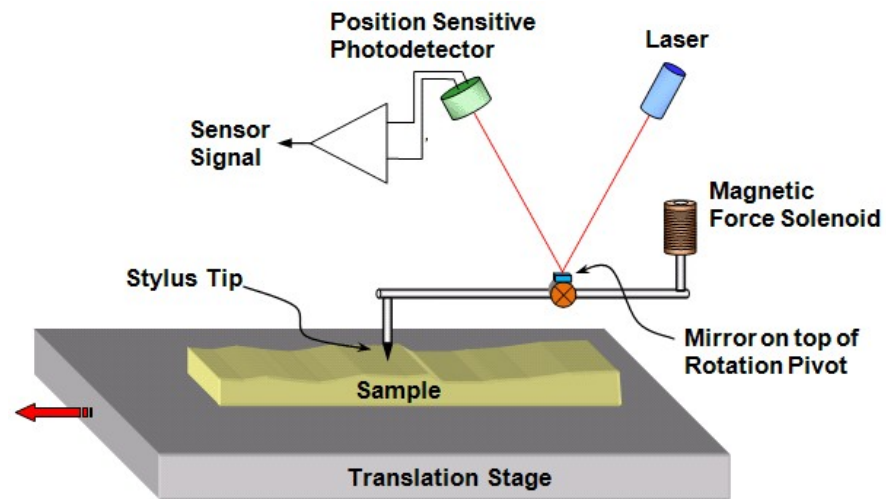 Position Sensitive
Photodetector
Laser
Sensor
Signal
Magnetic
Force Solenoid
Stylus Tip
Mirror on top of
Rotation Pivot
Sample
Translation Stage